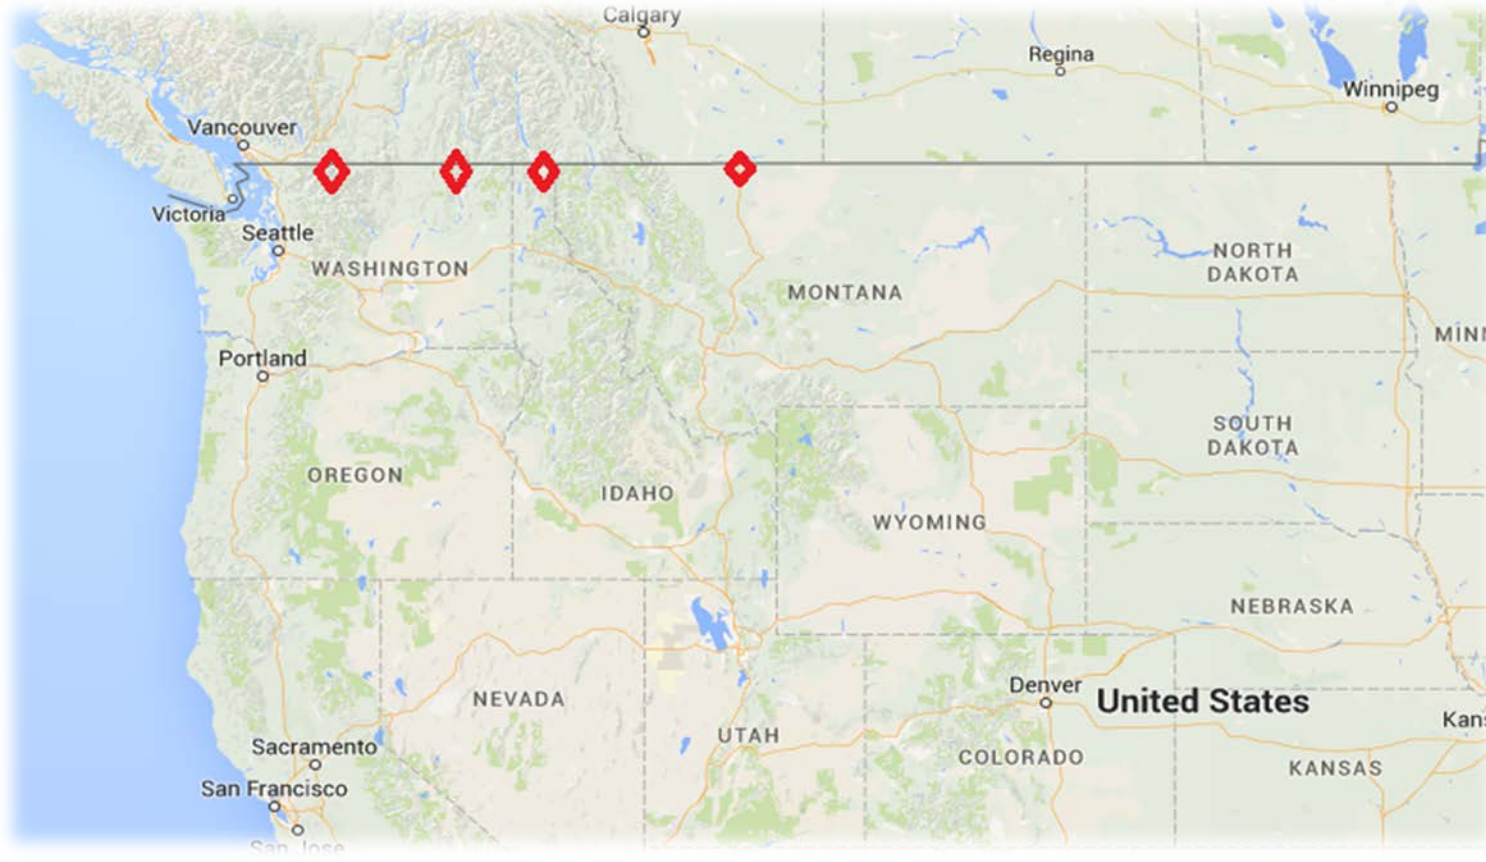 Calgary
Regina
Winnipeg
Vancouver
Victoria
Seattle
WASHINGTON
NORTH
DAKOTA
MONTANA
MINN
Portland
SOUTH
DAKOTA
OREGON
IDAHO
WYOMING
NEBRASKA
Denver
United States
NEVADA
Kans
UTAH
Sacramento
COLORADO
KANSAS
San Francisco
San Jose